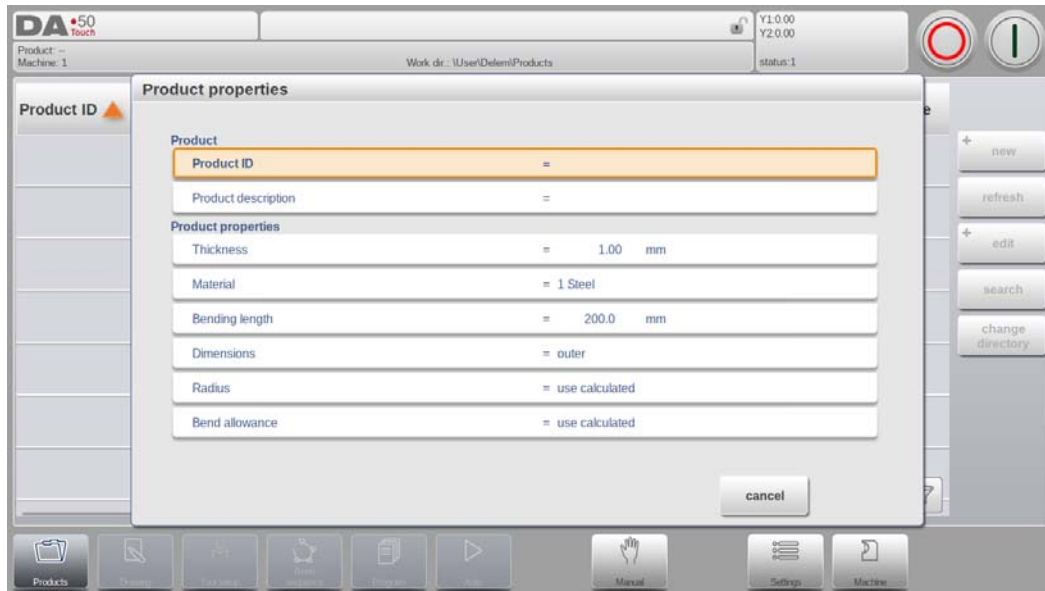 DA 50
Touch
Y1:0.00
Y2:0.00
Product: --
Machine: 1
Work dir.: \User\Delem\Products
status:1
Product ID
Product properties
e
Product
Product ID =
Product description =
Product properties
Thickness = 1.00 mm
Material = 1 Steel
Bending length = 200.0 mm
Dimensions = outer
Radius = use calculated
Bend allowance = use calculated
cancel
+ new
refresh
+ edit
search
change
directory
Products
Drawing
Tool setup
Bend
sequence
Program
Auto
Manual
Settings
Machine